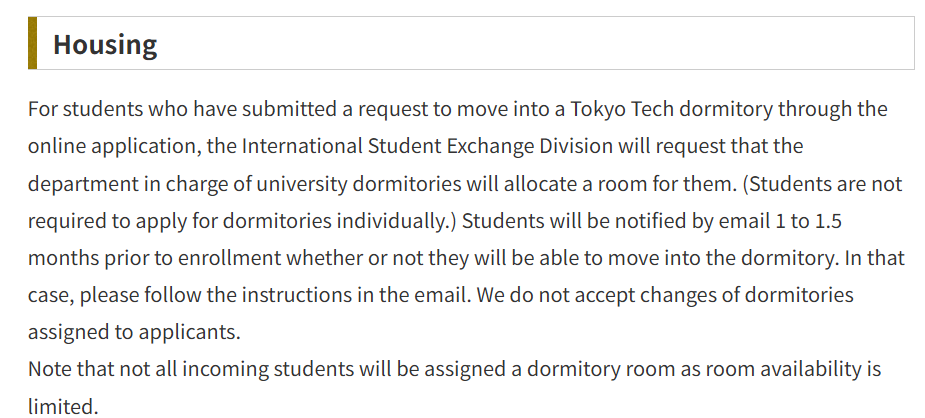 Housing
For students who have submitted a request to move into a Tokyo Tech dormitory through the
online application, the International Student Exchange Division will request that the
department in charge of university dormitories will allocate a room for them. (Students are not
required to apply for dormitories individually.) Students will be notified by email 1 to 1.5
months prior to enrollment whether or not they will be able to move into the dormitory. In that
case, please follow the instructions in the email. We do not accept changes of dormitories
assigned to applicants.
Note that not all incoming students will be assigned a dormitory room as room availability is
limited.